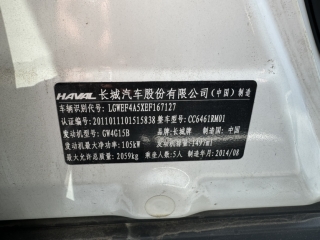 HAVAL 长城汽车股份有限公司(中国)制造
车辆识别代号: LGWEF4A5XEF167127
认证编号: 2011011101515838 整车型号: CC6461RM01
发动机型号: GW4G15B 品牌: 长城牌 制造国: 中国
发动机最大净功率: 105kW 发动机排量: 1497ml
最大允许总质量: 2059kg 乘坐人数: 5人 制造年月: 2014/08